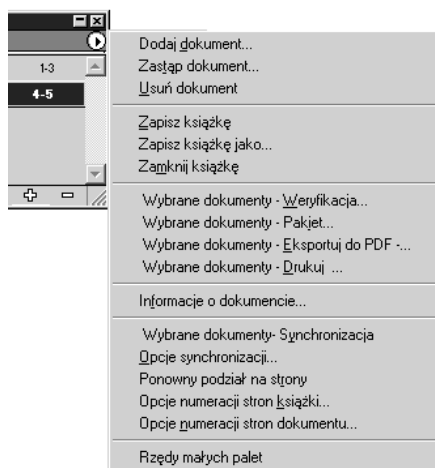 1-3
4-5
Dodaj dokument...
Zastąp dokument...
Usuń dokument
Zapisz książkę
Zapisz książkę jako...
Zamknij książkę
Wybrane dokumenty - Weryfikacja...
Wybrane dokumenty - Pakiet...
Wybrane dokumenty - Eksportuj do PDF -...
Wybrane dokumenty - Drukuj ...
Informacje o dokumencie...
Wybrane dokumenty- Synchronizacja
Opcje synchronizacji...
Ponowny podział na strony
Opcje numeracji stron książki...
Opcje numeracji stron dokumentu...
Rzędy małych palet